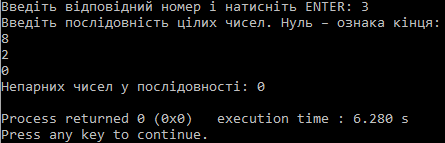 Введіть відповідний номер і натисніть ENTER: 3
Введіть послідовність цілих чисел. Нуль – ознака кінця:
8
2
0
Непарних чисел у послідовності: 0
Process returned 0 (0x0)   execution time : 6.280 s
Press any key to continue.